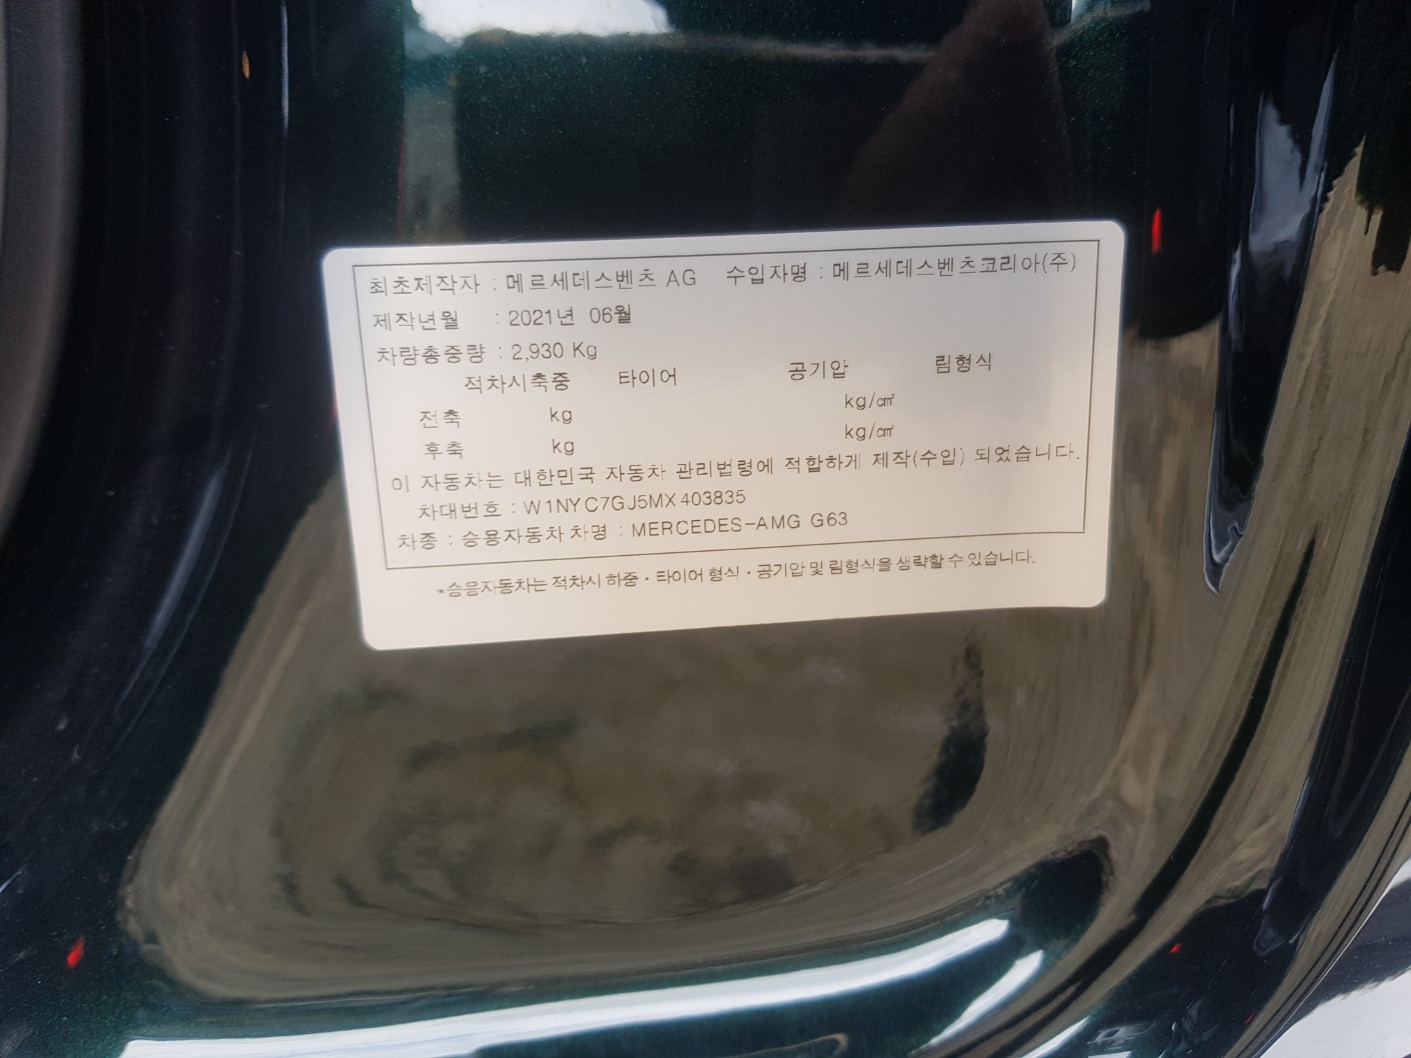 최초제작자 : 메르세데스벤츠 AG 수입자명 : 메르세데스벤츠코리아(주)
제작년월 : 2021년 06월
차량총중량 : 2,930 Kg
적차시축중 타이어 공기압 림형식
전축 kg kg/㎠
후축 kg kg/㎠
이 자동차는 대한민국 자동차 관리법령에 적합하게 제작(수입) 되었습니다.
차대번호 : W1NYC7GJ5MX403835
차종 : 승용자동차 차명 : MERCEDES-AMG G63
*승용자동차는 적차시 하중·타이어 형식·공기압 및 림형식을 생략할 수 있습니다.